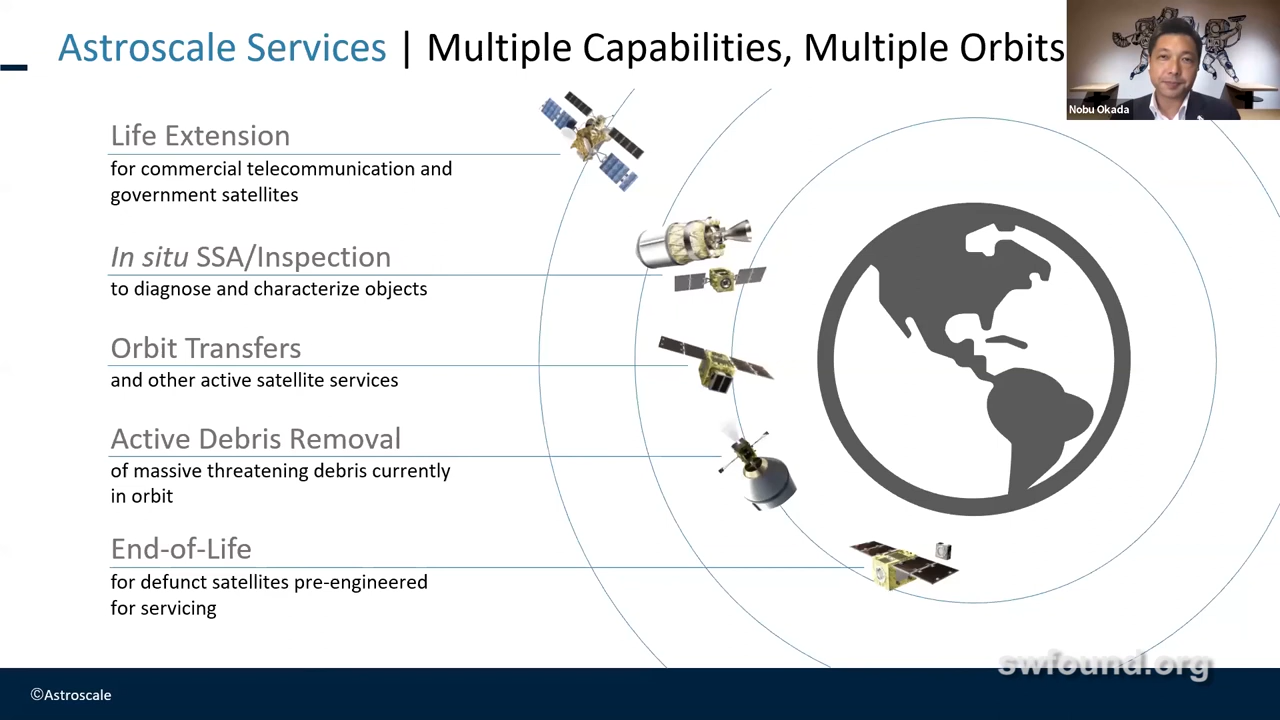 Astroscale Services | Multiple Capabilities, Multiple Orbits
Nobu Okada
Life Extension
for commercial telecommunication and
government satellites
In situ SSA/Inspection
to diagnose and characterize objects
Orbit Transfers
and other active satellite services
Active Debris Removal
of massive threatening debris currently
in orbit
End-of-Life
for defunct satellites pre-engineered
for servicing
swfound.org
©Astroscale